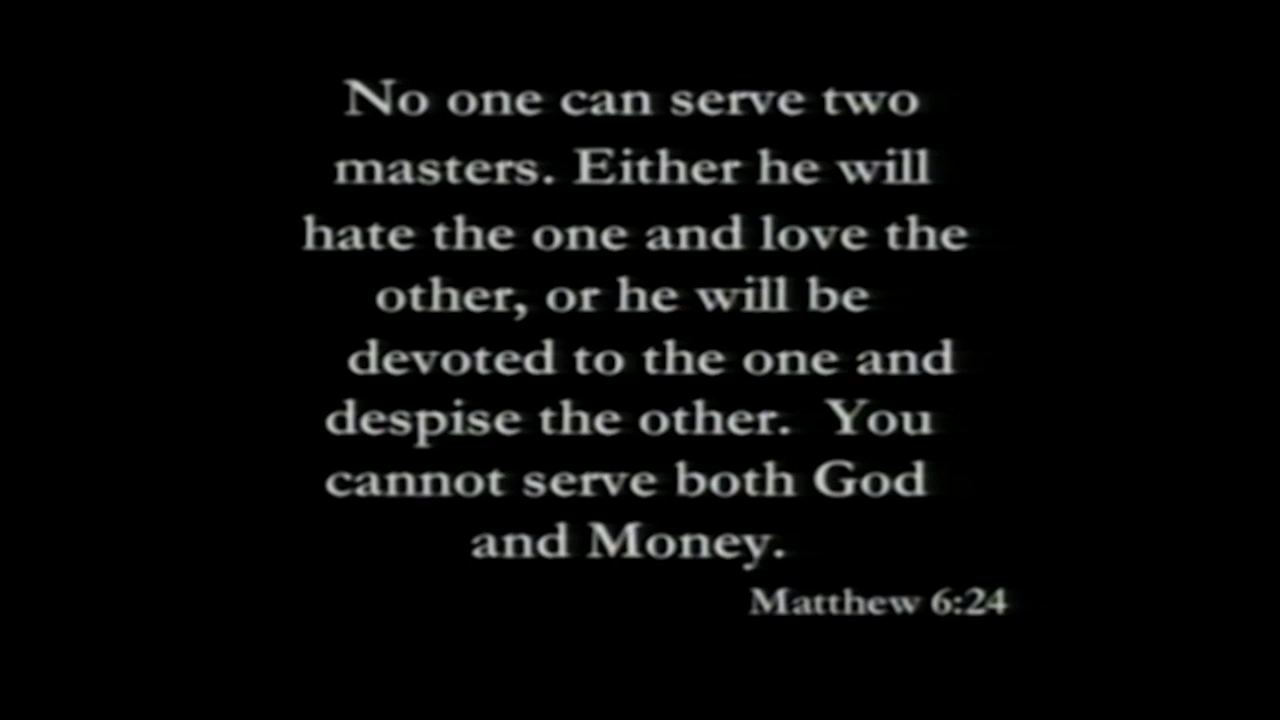 No one can serve two
masters. Either he will
hate the one and love the
other, or he will be
devoted to the one and
despise the other.  You
cannot serve both God
and Money.
Matthew 6:24